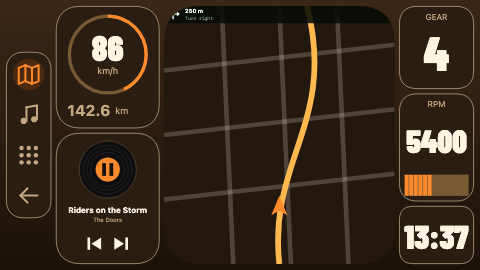 86
km/h
142.6 km
Riders on the Storm
The Doors
250 m
Turn right
GEAR
4
RPM
5400
13:37